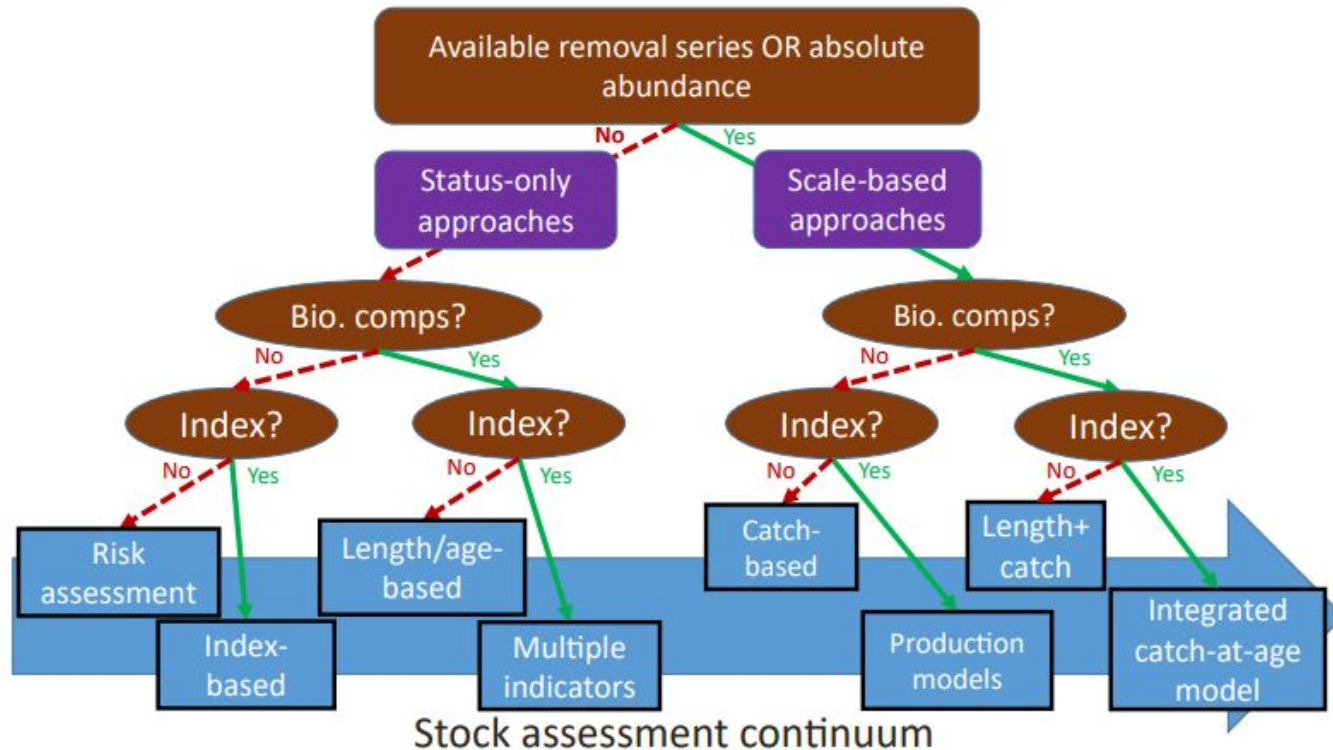 Available removal series OR absolute
abundance
No
Yes
Status-only
approaches
Scale-based
approaches
Bio. comps?
Bio. comps?
No
Yes
No
Yes
Index?
Index?
Index?
Index?
No
Yes
No
Yes
No
Yes
No
Yes
Risk
assessment
Length/age-
based
Catch-
based
Length+
catch
Index-
based
Multiple
indicators
Production
models
Integrated
catch-at-age
model
Stock assessment continuum